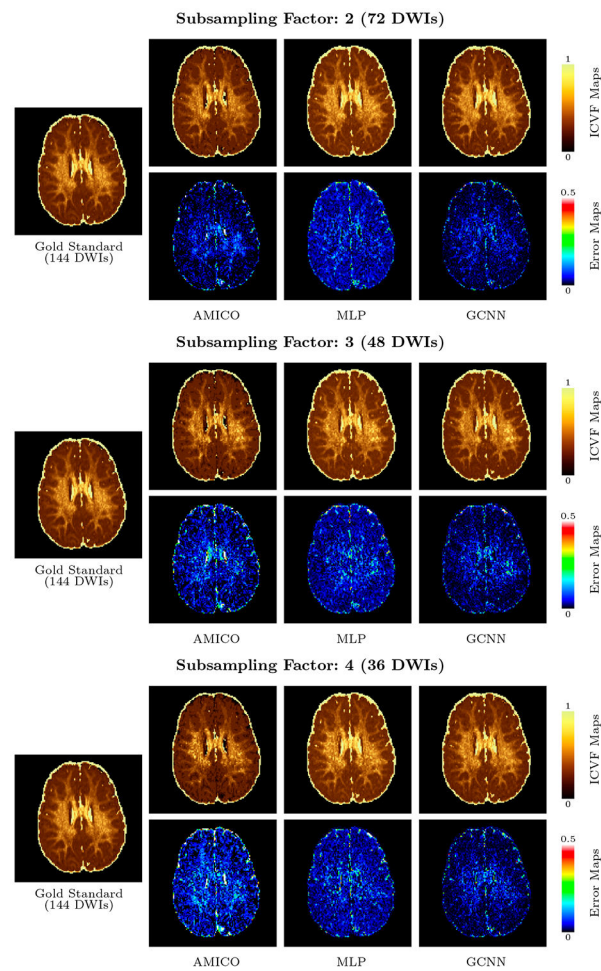 Subsampling Factor: 2 (72 DWIs)
1
ICVF Maps
0
Gold Standard
(144 DWIs)
0.5
Error Maps
0
AMICO MLP GCNN
Subsampling Factor: 3 (48 DWIs)
1
ICVF Maps
0
Gold Standard
(144 DWIs)
0.5
Error Maps
0
AMICO MLP GCNN
Subsampling Factor: 4 (36 DWIs)
1
ICVF Maps
0
Gold Standard
(144 DWIs)
0.5
Error Maps
0
AMICO MLP GCNN